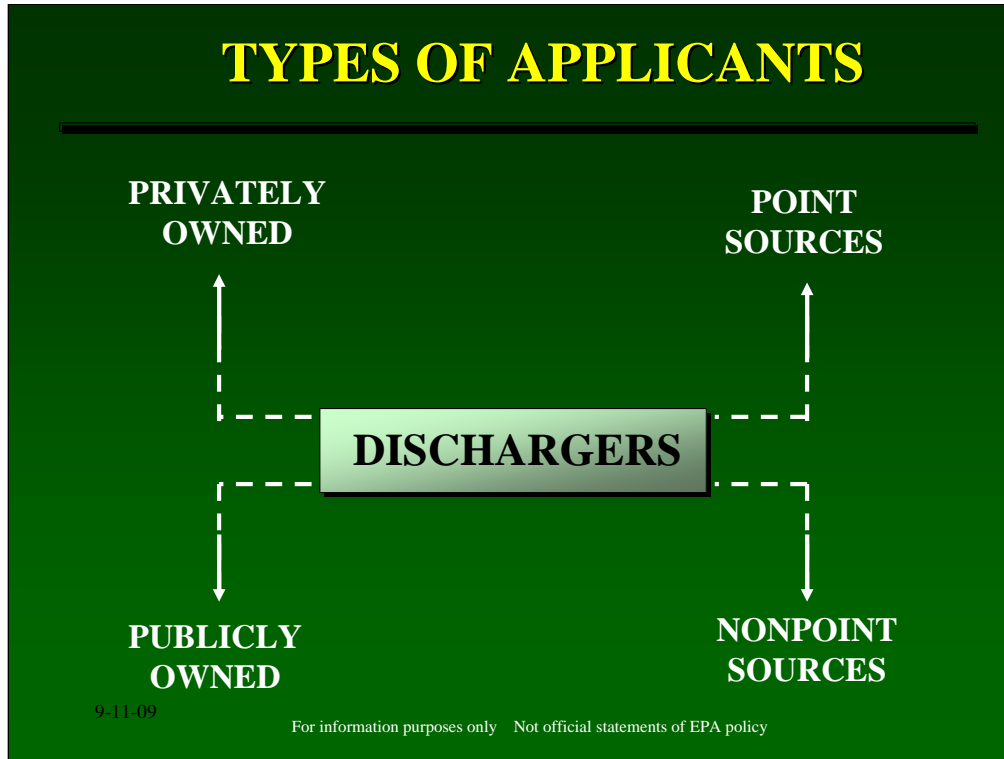 TYPES OF APPLICANTS
PRIVATELY
OWNED
POINT
SOURCES
DISCHARGERS
PUBLICLY
OWNED
NONPOINT
SOURCES
9-11-09
For information purposes only Not official statements of EPA policy